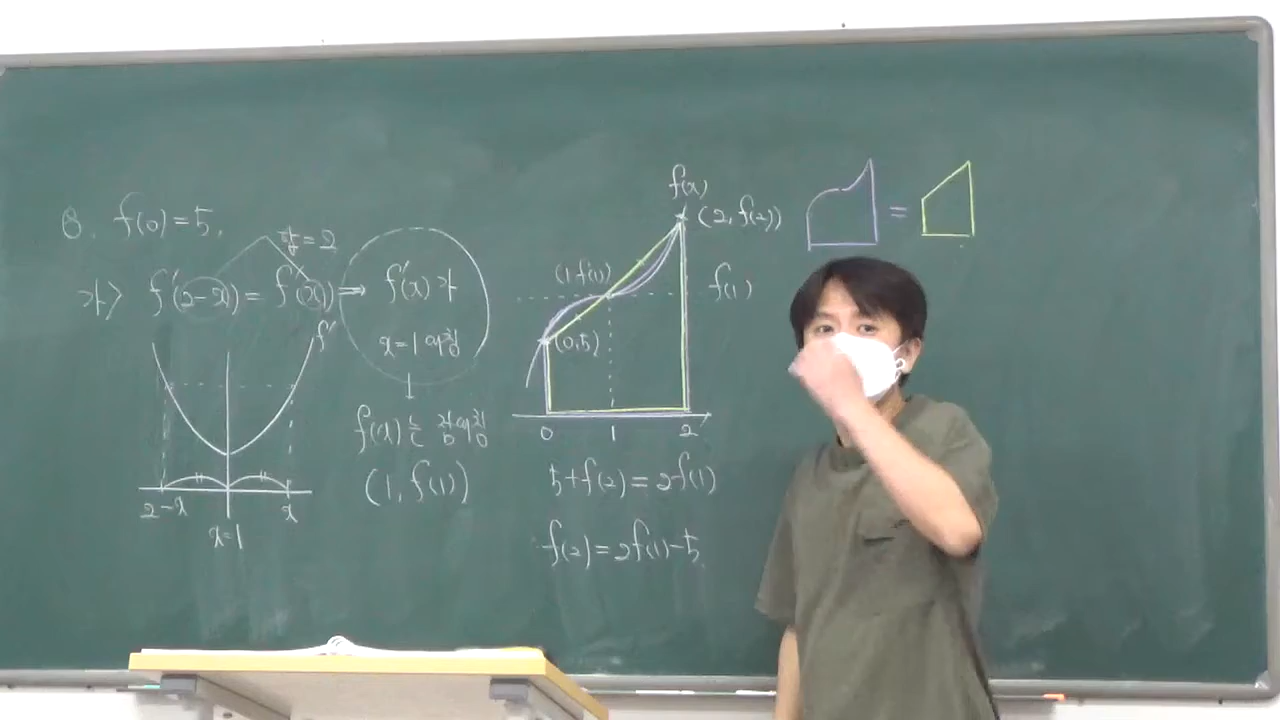 8. f(0)=5.
합=2
가> f'(2-x)=f'(x) ⇒
f'(x)가
x=1 대칭
f(x)는 점대칭
(1, f(1))
f'
2-x
x
x=1
f(x)
(2, f(2))
(1, f(1))
f(1)
(0,5)
0 1 2
5+f(2)=2f(1)
f(2)=2f(1)-5
=